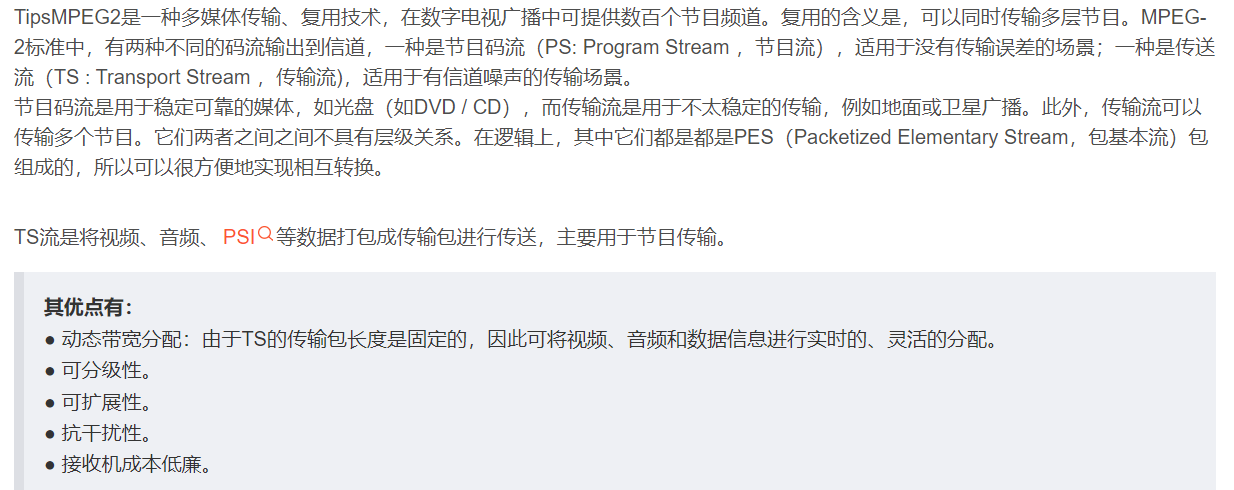 TipsMPEG2是一种多媒体传输、复用技术，在数字电视广播中可提供数百个节目频道。复用的含义是，可以同时传输多层节目。MPEG-
2标准中，有两种不同的码流输出到信道，一种是节目码流（PS: Program Stream ，节目流），适用于没有传输误差的场景；一种是传送
流（TS : Transport Stream ，传输流)，适用于有信道噪声的传输场景。
节目码流是用于稳定可靠的媒体，如光盘（如DVD / CD），而传输流是用于不太稳定的传输，例如地面或卫星广播。此外，传输流可以
传输多个节目。它们两者之间之间不具有层级关系。在逻辑上，其中它们都是都是PES（Packetized Elementary Stream，包基本流）包
组成的，所以可以很方便地实现相互转换。
TS流是将视频、音频、 PSI等数据打包成传输包进行传送，主要用于节目传输。
其优点有：
● 动态带宽分配：由于TS的传输包长度是固定的，因此可将视频、音频和数据信息进行实时的、灵活的分配。
● 可分级性。
● 可扩展性。
● 抗干扰性。
● 接收机成本低廉。